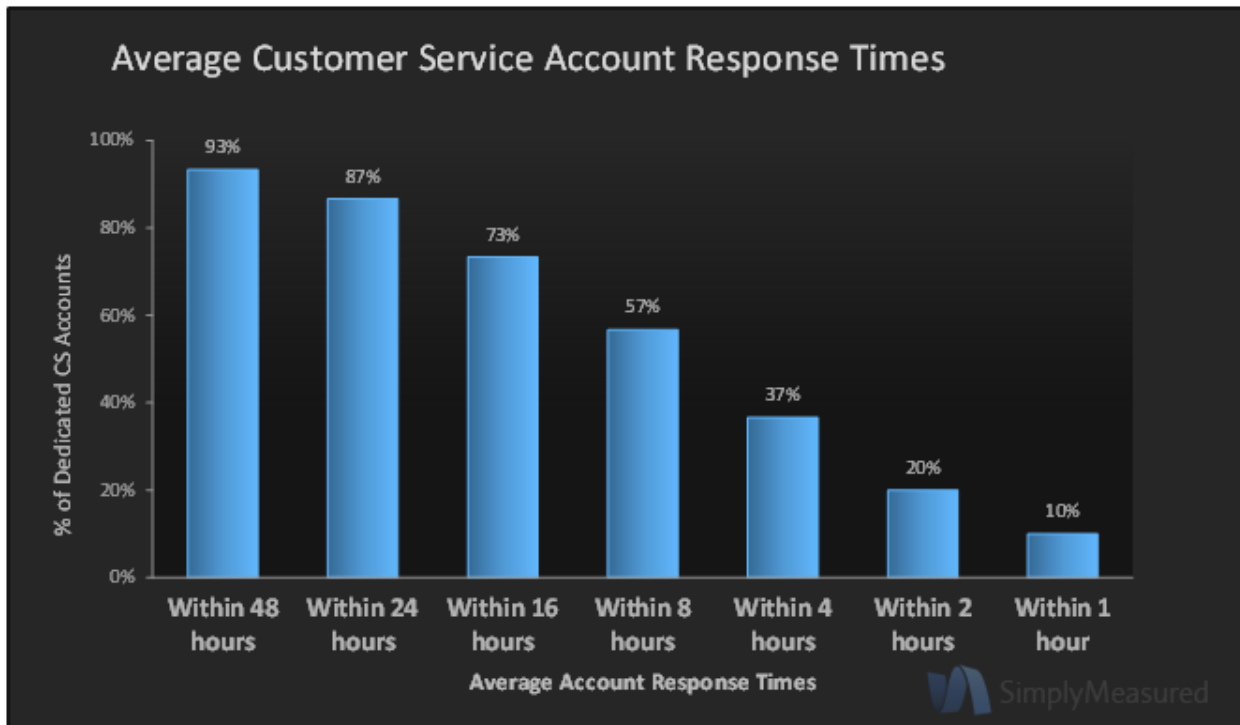 Average Customer Service Account Response Times
% of Dedicated CS Accounts
100%
80%
60%
40%
20%
0%
93%
87%
73%
57%
37%
20%
10%
Within 48
hours
Within 24
hours
Within 16
hours
Within 8
hours
Within 4
hours
Within 2
hours
Within 1
hour
Average Account Response Times
SimplyMeasured